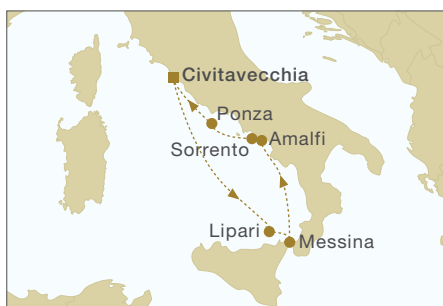 Civitavecchia
Ponza
Sorrento
Amalfi
Lipari
Messina